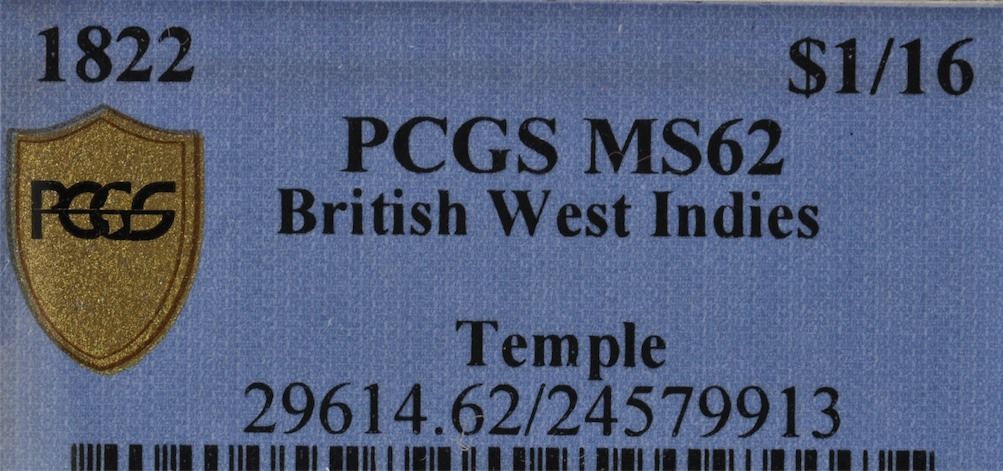 1822
$1/16
PCGS MS62
PCGS
British West Indies
Temple
29614.62/24579913